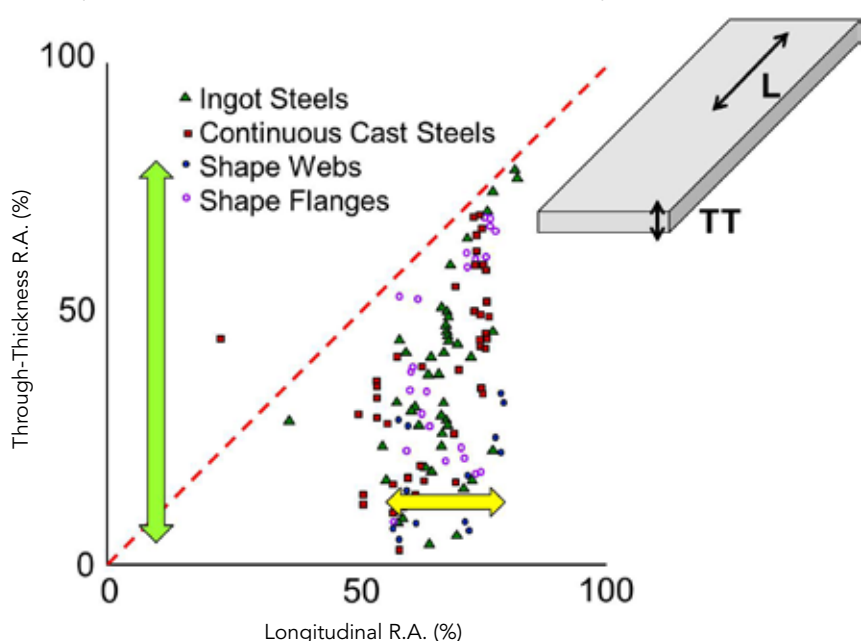 100
Ingot Steels
Continuous Cast Steels
Shape Webs
Shape Flanges
L
TT
Through-Thickness R.A. (%)
50
0
0 50 100
Longitudinal R.A. (%)